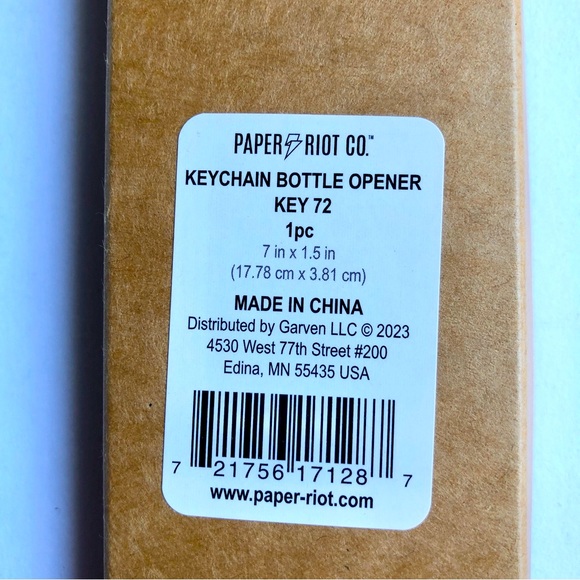 PAPER RIOT CO.™
KEYCHAIN BOTTLE OPENER
KEY 72
1pc
7 in x 1.5 in
(17.78 cm x 3.81 cm)
MADE IN CHINA
Distributed by Garven LLC © 2023
4530 West 77th Street #200
Edina, MN 55435 USA
7 21756 17128 7
www.paper-riot.com